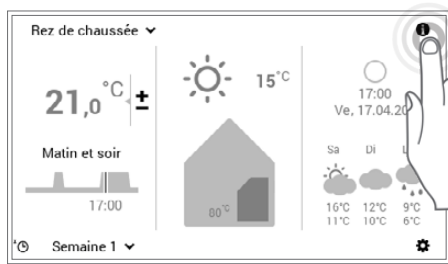 Rez de chaussée
21,0 °C ±
Matin et soir
17:00
Semaine 1
15°C
80°C
17:00
Ve, 17.04.20
Sa Di
16°C 12°C 9°C
11°C 10°C 6°C